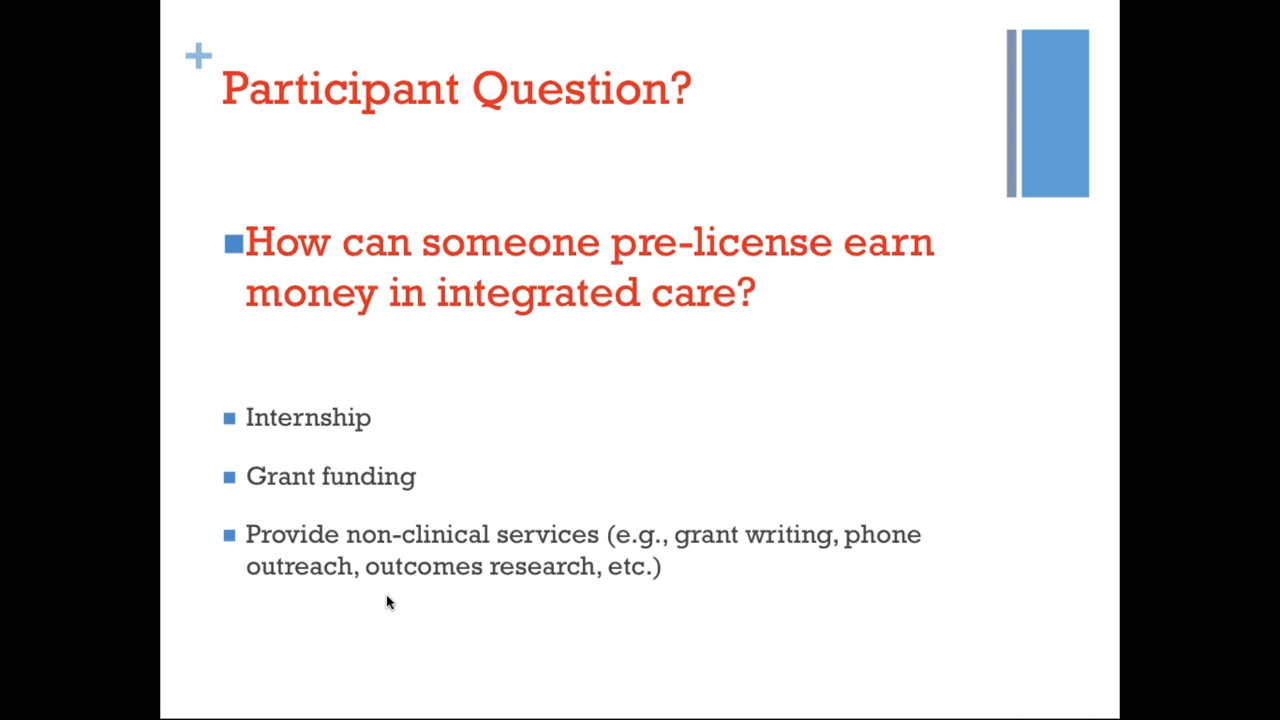 Participant Question?
How can someone pre-license earn
money in integrated care?
Internship
Grant funding
Provide non-clinical services (e.g., grant writing, phone
outreach, outcomes research, etc.)